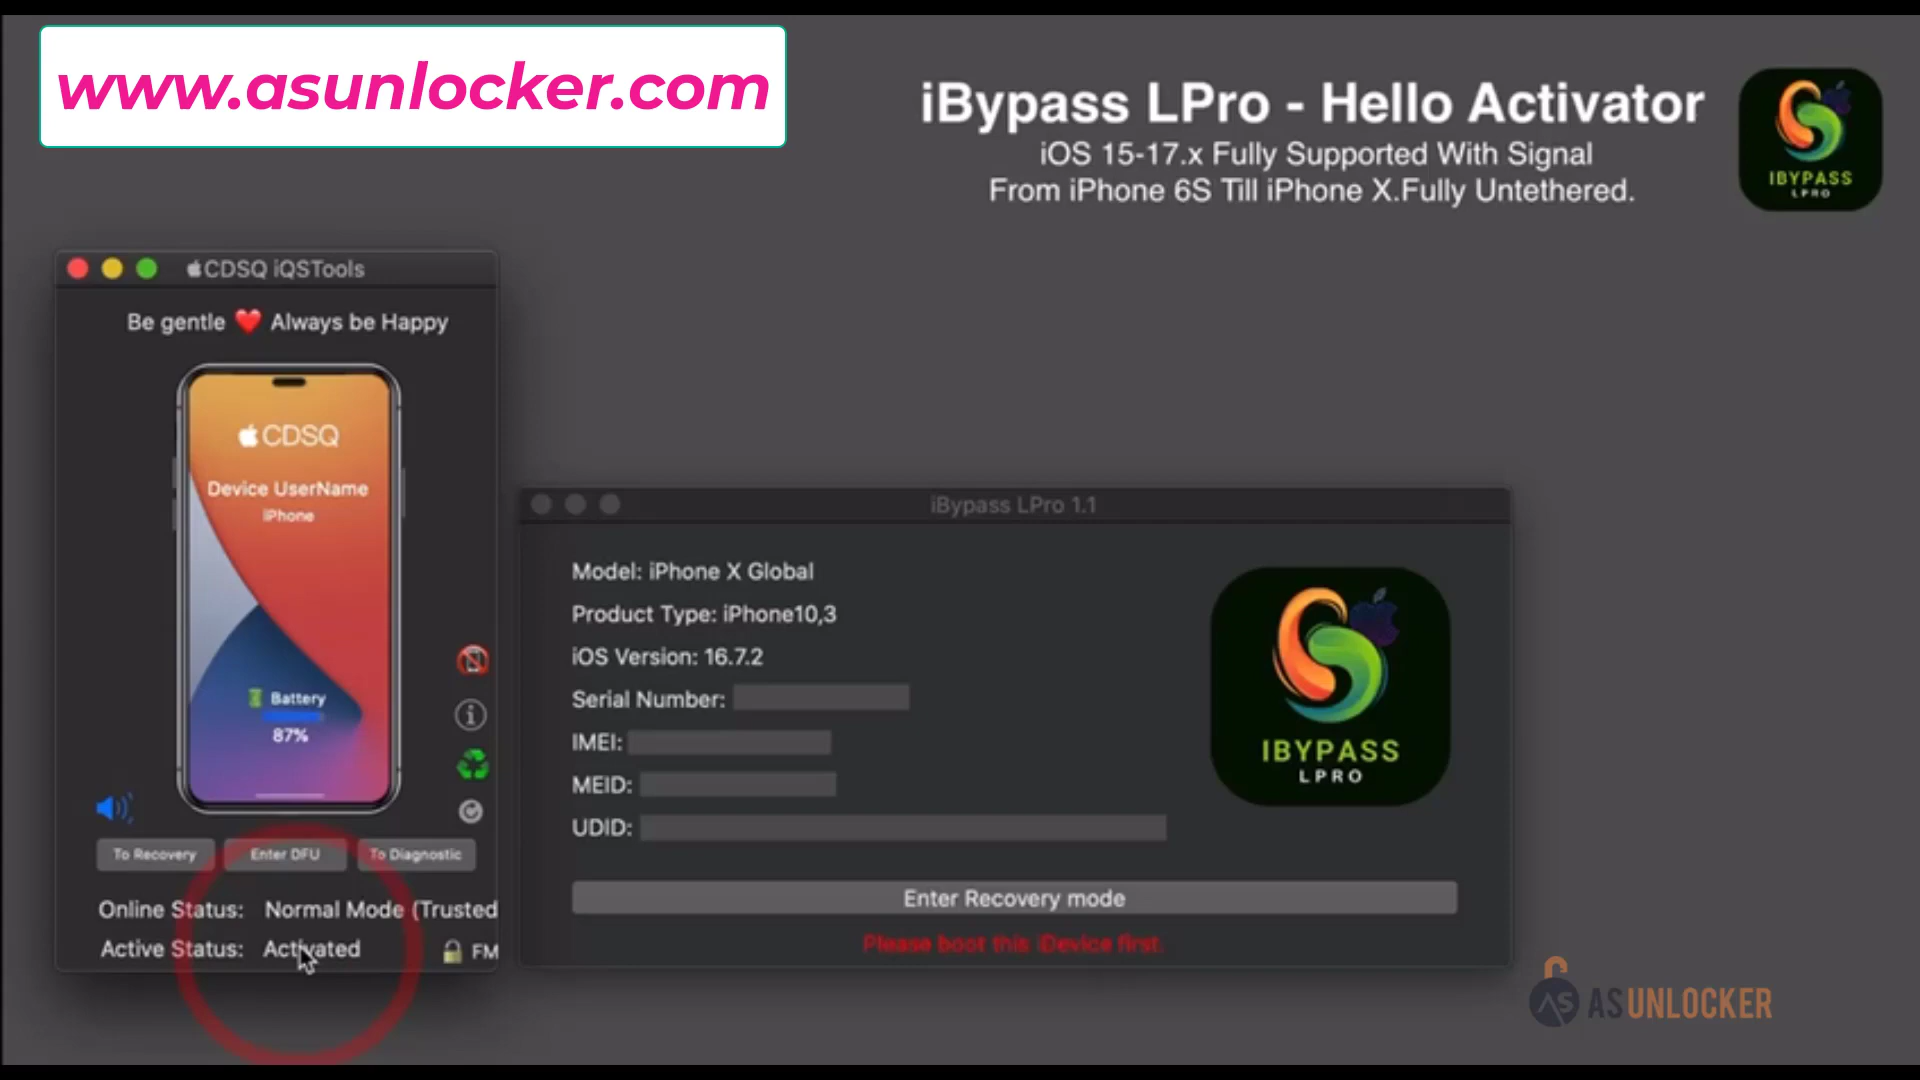 www.asunlocker.com
iBypass LPro - Hello Activator
iOS 15-17.x Fully Supported With Signal
From iPhone 6S Till iPhone X.Fully Untethered.
IBYPASS
LPRO
CDSQ iQSTools
Be gentle ❤️ Always be Happy
CDSQ
Device UserName
iPhone
Battery
87%
To Recovery
Enter DFU
To Diagnostic
Online Status: Normal Mode (Trusted
Active Status: Activated
FM
iBypass LPro 1.1
Model: iPhone X Global
Product Type: iPhone10,3
iOS Version: 16.7.2
Serial Number:
IMEI:
MEID:
UDID:
IBYPASS
LPRO
Enter Recovery mode
Please boot this iDevice first.
AS
ASUNLOCKER